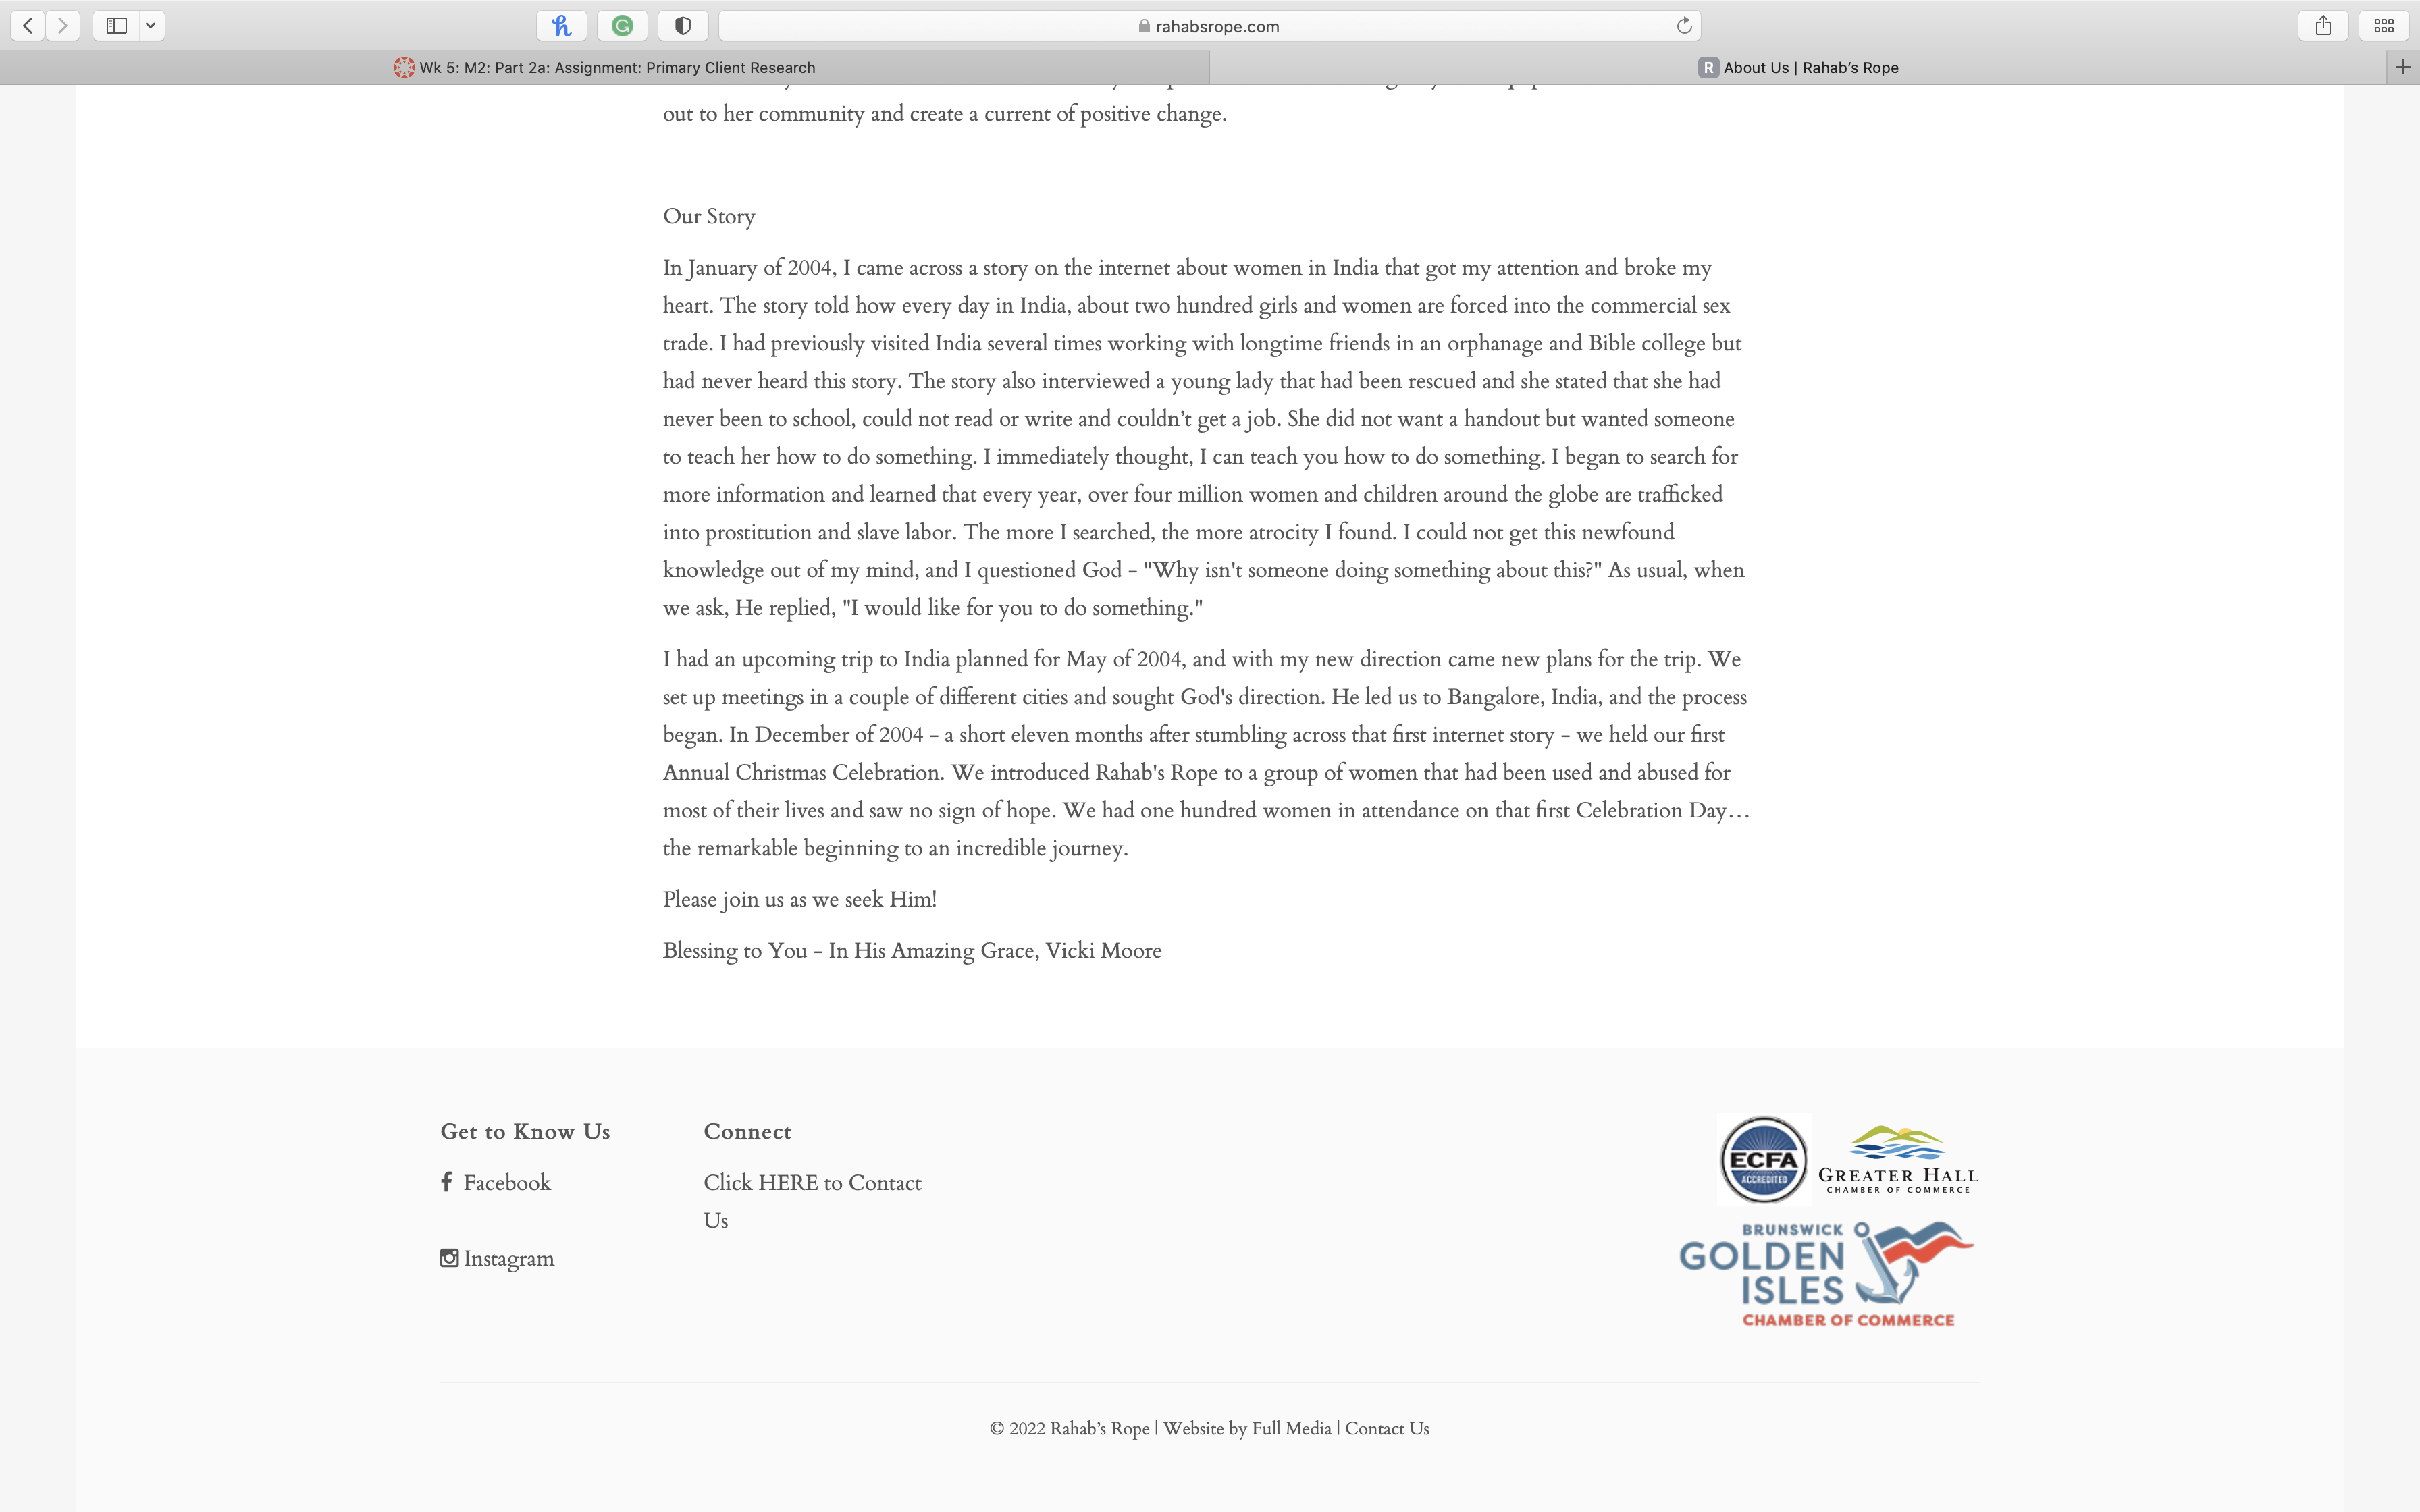 rahabsrope.com
Wk 5: M2: Part 2a: Assignment: Primary Client Research
R About Us | Rahab's Rope
out to her community and create a current of positive change.
Our Story
In January of 2004, I came across a story on the internet about women in India that got my attention and broke my
heart. The story told how every day in India, about two hundred girls and women are forced into the commercial sex
trade. I had previously visited India several times working with longtime friends in an orphanage and Bible college but
had never heard this story. The story also interviewed a young lady that had been rescued and she stated that she had
never been to school, could not read or write and couldn’t get a job. She did not want a handout but wanted someone
to teach her how to do something. I immediately thought, I can teach you how to do something. I began to search for
more information and learned that every year, over four million women and children around the globe are trafficked
into prostitution and slave labor. The more I searched, the more atrocity I found. I could not get this newfound
knowledge out of my mind, and I questioned God - "Why isn't someone doing something about this?" As usual, when
we ask, He replied, "I would like for you to do something."
I had an upcoming trip to India planned for May of 2004, and with my new direction came new plans for the trip. We
set up meetings in a couple of different cities and sought God's direction. He led us to Bangalore, India, and the process
began. In December of 2004 - a short eleven months after stumbling across that first internet story - we held our first
Annual Christmas Celebration. We introduced Rahab's Rope to a group of women that had been used and abused for
most of their lives and saw no sign of hope. We had one hundred women in attendance on that first Celebration Day…
the remarkable beginning to an incredible journey.
Please join us as we seek Him!
Blessing to You - In His Amazing Grace, Vicki Moore
Get to Know Us
Facebook
Instagram
Connect
Click HERE to Contact
Us
ECFA
ACCREDITED
GREATER HALL
CHAMBER OF COMMERCE
BRUNSWICK
GOLDEN
ISLES
CHAMBER OF COMMERCE
© 2022 Rahab’s Rope | Website by Full Media | Contact Us